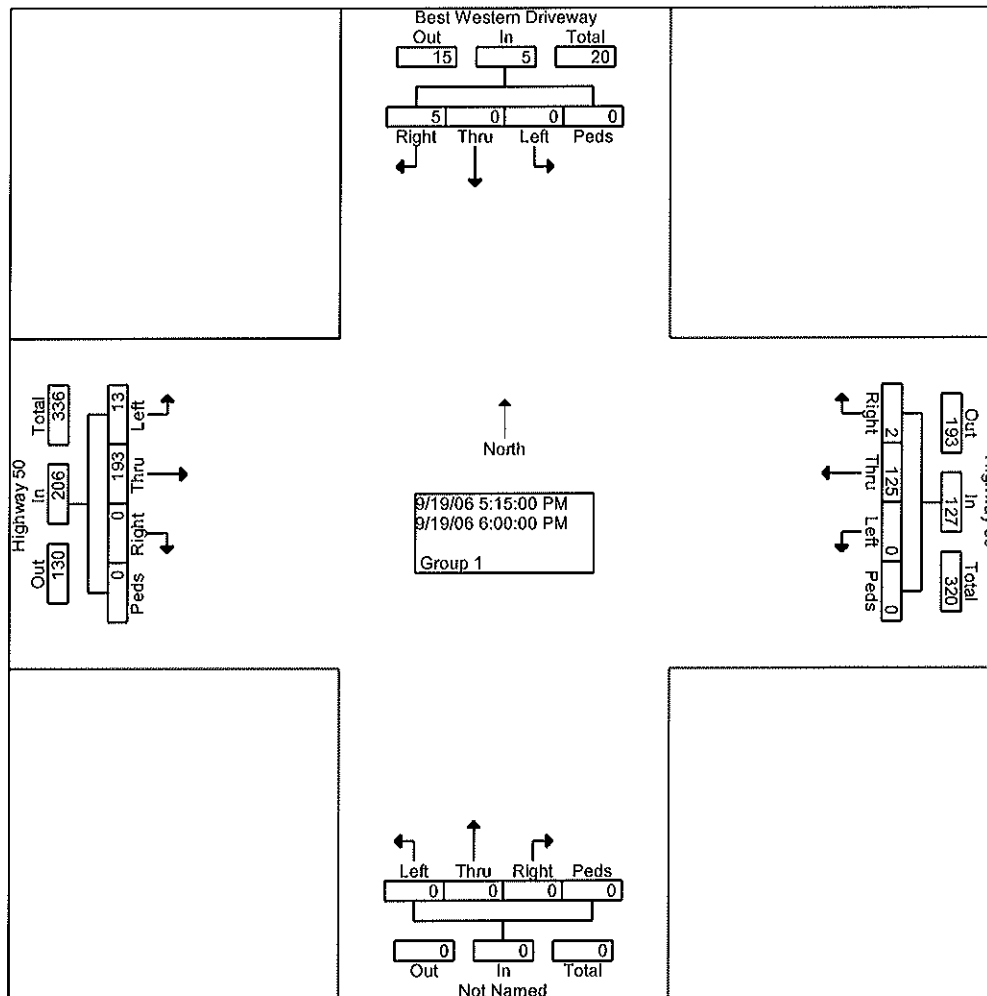 Best Western Driveway
Out In Total
15 5 20
5 0 0 0
Right Thru Left Peds
Left Thru Right Peds
13 193 0 0
Total In Out
336 206 130
Highway 50
North
9/19/06 5:15:00 PM
9/19/06 6:00:00 PM
Group 1
Right Thru Left Peds
2 125 0 0
Out In Total
193 127 320
Left Thru Right Peds
0 0 0 0
0 0 0
Out In Total
Not Named